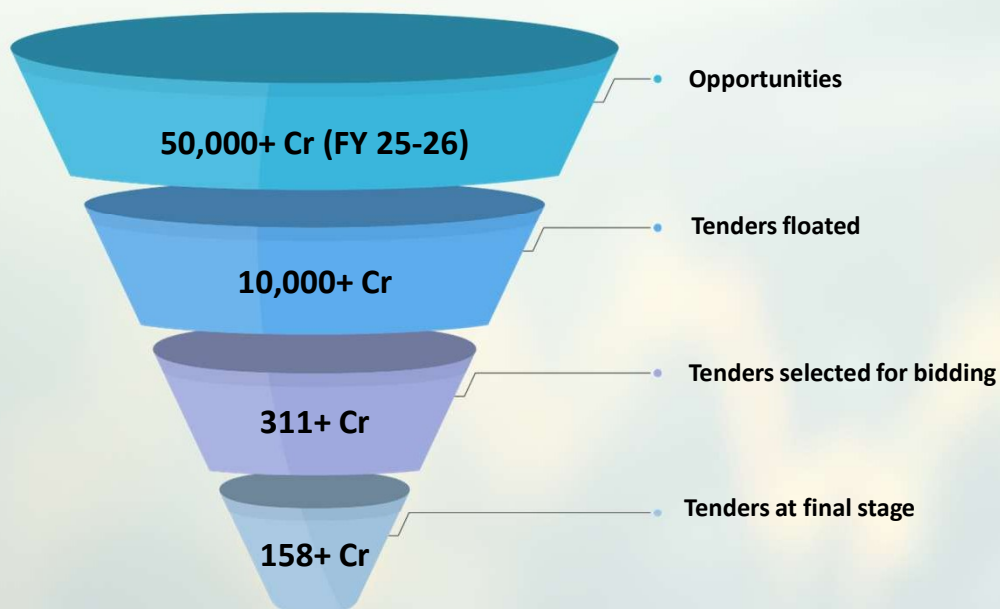 Opportunities
50,000+ Cr (FY 25-26)
Tenders floated
10,000+ Cr
Tenders selected for bidding
311+ Cr
Tenders at final stage
158+ Cr